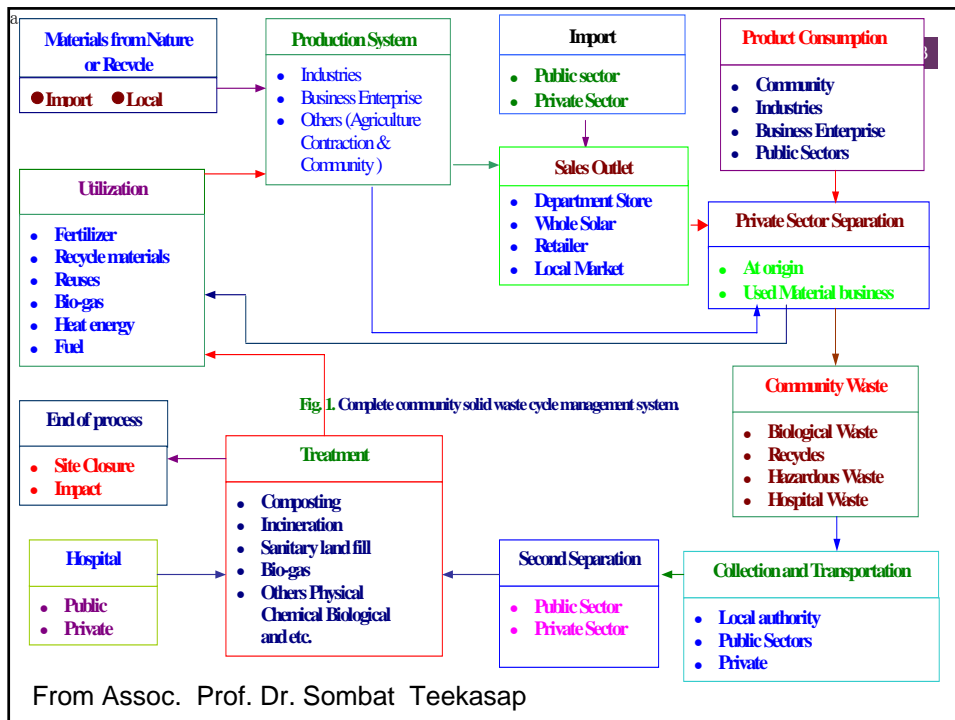 a
Materials from Nature
or Recycle
● Import ● Local
Production System
● Industries
● Business Enterprise
● Others (Agriculture
Contraction &
Community )
Import
● Public sector
● Private Sector
Product Consumption
● Community
● Industries
● Business Enterprise
● Public Sectors
3
Utilization
● Fertilizer
● Recycle materials
● Reuses
● Bio-gas
● Heat energy
● Fuel
Sales Outlet
● Department Store
● Whole Solar
● Retailer
● Local Market
Private Sector Separation
● At origin
● Used Material business
Fig. 1. Complete community solid waste cycle management system.
Community Waste
● Biological Waste
● Recycles
● Hazardous Waste
● Hospital Waste
End of process
● Site Closure
● Impact
Treatment
● Composting
● Incineration
● Sanitary land fill
● Bio-gas
● Others Physical
Chemical Biological
and etc.
Hospital
● Public
● Private
Second Separation
● Public Sector
● Private Sector
Collection and Transportation
● Local authority
● Public Sectors
● Private
From Assoc. Prof. Dr. Sombat Teekasap